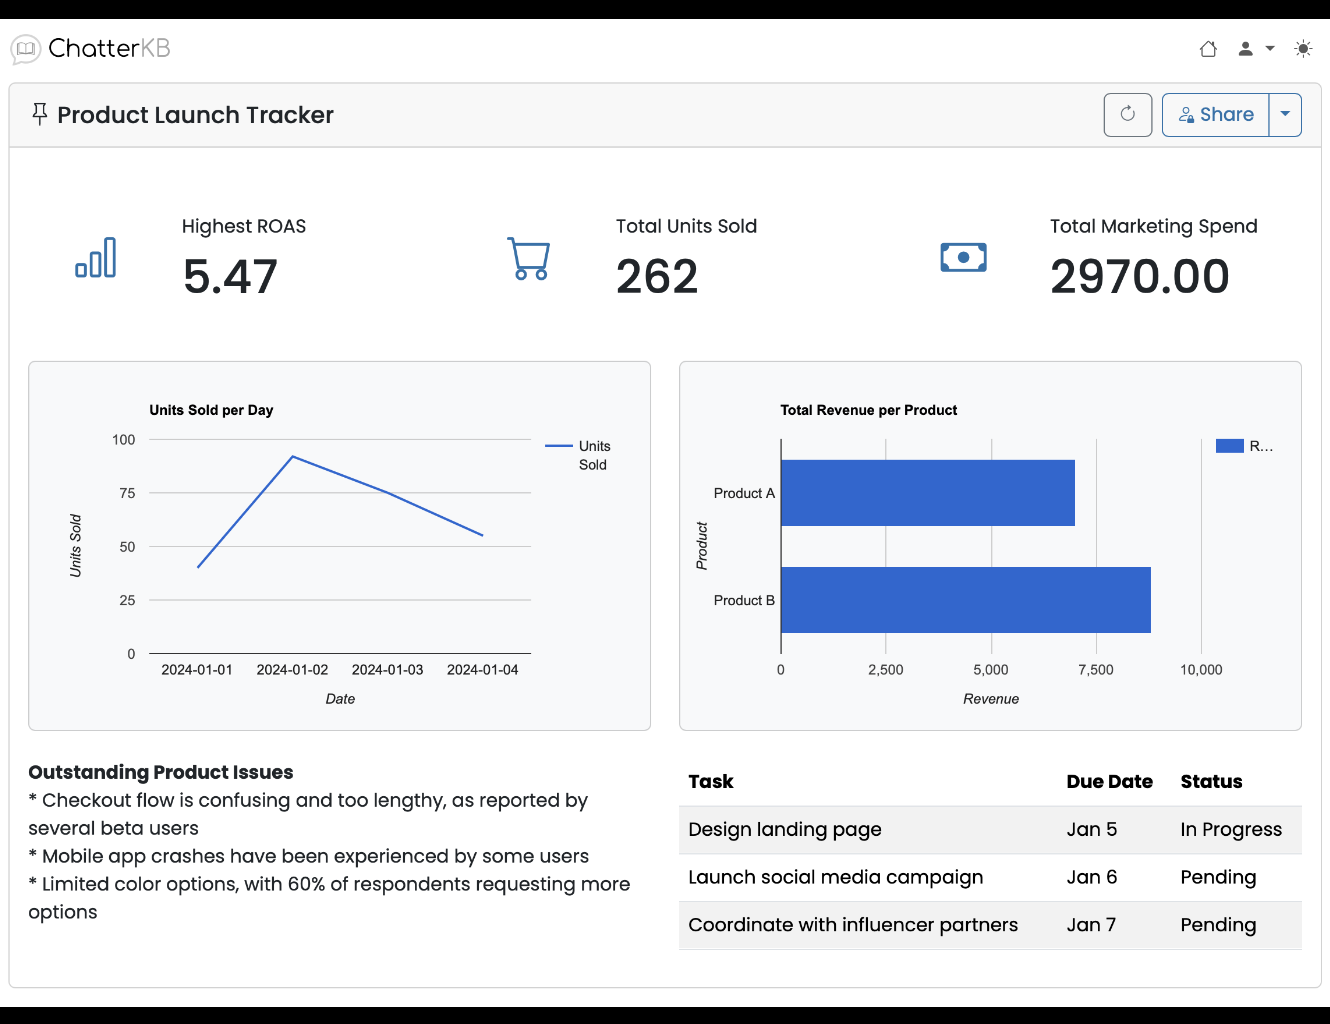 ChatterKB
Product Launch Tracker
Share
Highest ROAS
5.47
Total Units Sold
262
Total Marketing Spend
2970.00
Units Sold per Day
100
75
50
25
0
Units Sold
2024-01-01 2024-01-02 2024-01-03 2024-01-04
Date
Units
Sold
Total Revenue per Product
Product A
Product B
Product
0 2,500 5,000 7,500 10,000
Revenue
R...
Outstanding Product Issues
* Checkout flow is confusing and too lengthy, as reported by
several beta users
* Mobile app crashes have been experienced by some users
* Limited color options, with 60% of respondents requesting more
options
Task Due Date Status
Design landing page Jan 5 In Progress
Launch social media campaign Jan 6 Pending
Coordinate with influencer partners Jan 7 Pending